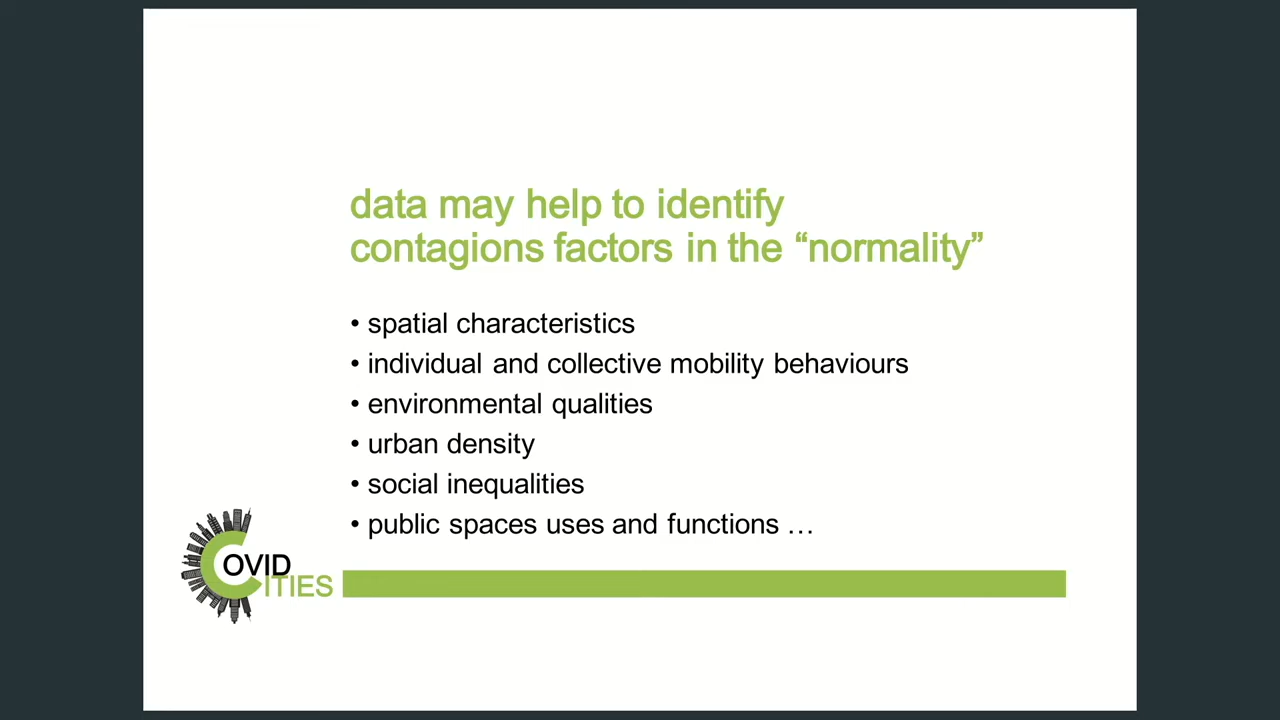 data may help to identify
contagions factors in the “normality”
• spatial characteristics
• individual and collective mobility behaviours
• environmental qualities
• urban density
• social inequalities
• public spaces uses and functions …
COVID
CITIES